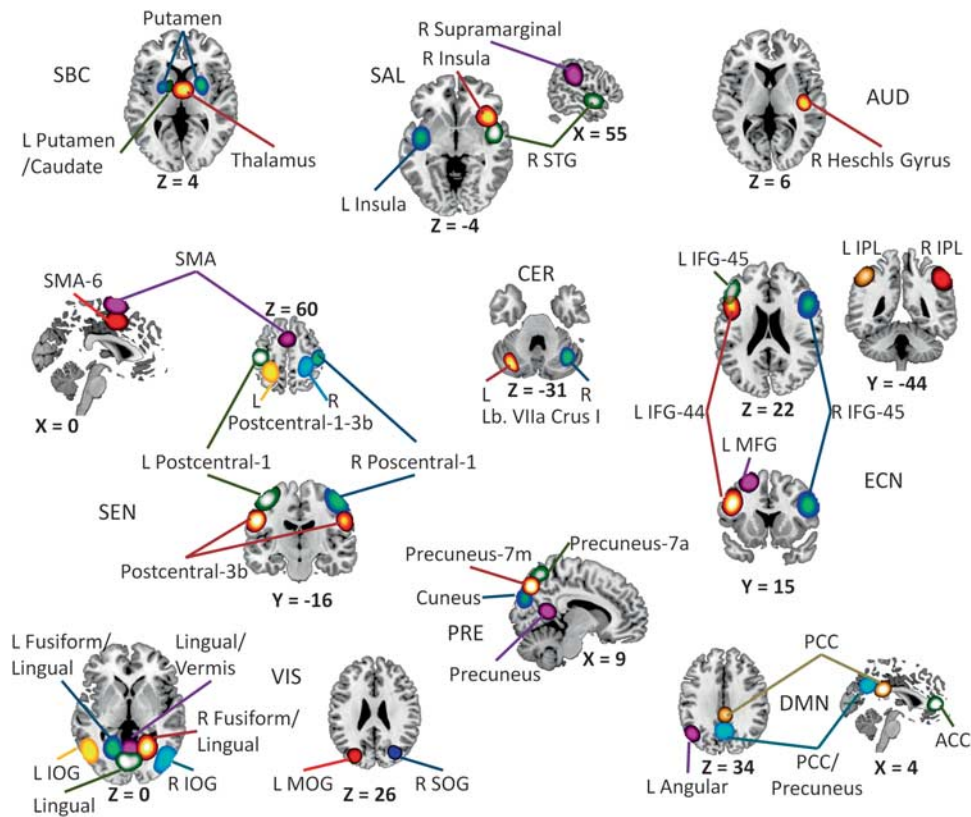 Putamen
SBC
L Putamen
/Caudate
Thalamus
Z = 4
R Supramarginal
R Insula
SAL
X = 55
R STG
L Insula
Z = -4
AUD
R Heschls Gyrus
Z = 6
SMA
SMA-6
Z = 60
X = 0
L
R
Postcentral-1-3b
L Postcentral-1
R Poscentral-1
SEN
Postcentral-3b
Y = -16
CER
L
Z = -31
R
Lb. VIIa Crus I
L IFG-45
L IPL
R IPL
Y = -44
L IFG-44
Z = 22
R IFG-45
L MFG
ECN
Y = 15
Precuneus-7m
Precuneus-7a
Cuneus
PRE
X = 9
Precuneus
L Fusiform/
Lingual
Lingual/
Vermis
VIS
R Fusiform/
Lingual
L IOG
Lingual
Z = 0
R IOG
L MOG
Z = 26
R SOG
PCC
DMN
ACC
Z = 34
PCC/
Precuneus
X = 4
L Angular